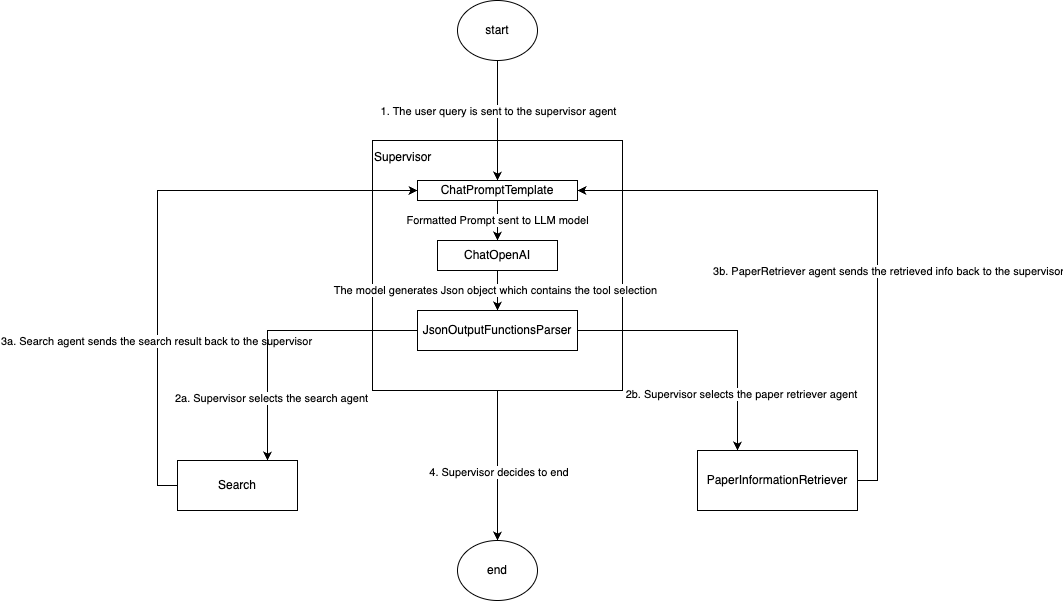 start
1. The user query is sent to the supervisor agent
Supervisor
ChatPromptTemplate
Formatted Prompt sent to LLM model
ChatOpenAI
3b. PaperRetriever agent sends the retrieved info back to the supervisor
The model generates Json object which contains the tool selection
JsonOutputFunctionsParser
3a. Search agent sends the search result back to the supervisor
2a. Supervisor selects the search agent
2b. Supervisor selects the paper retriever agent
4. Supervisor decides to end
Search
PaperInformationRetriever
end